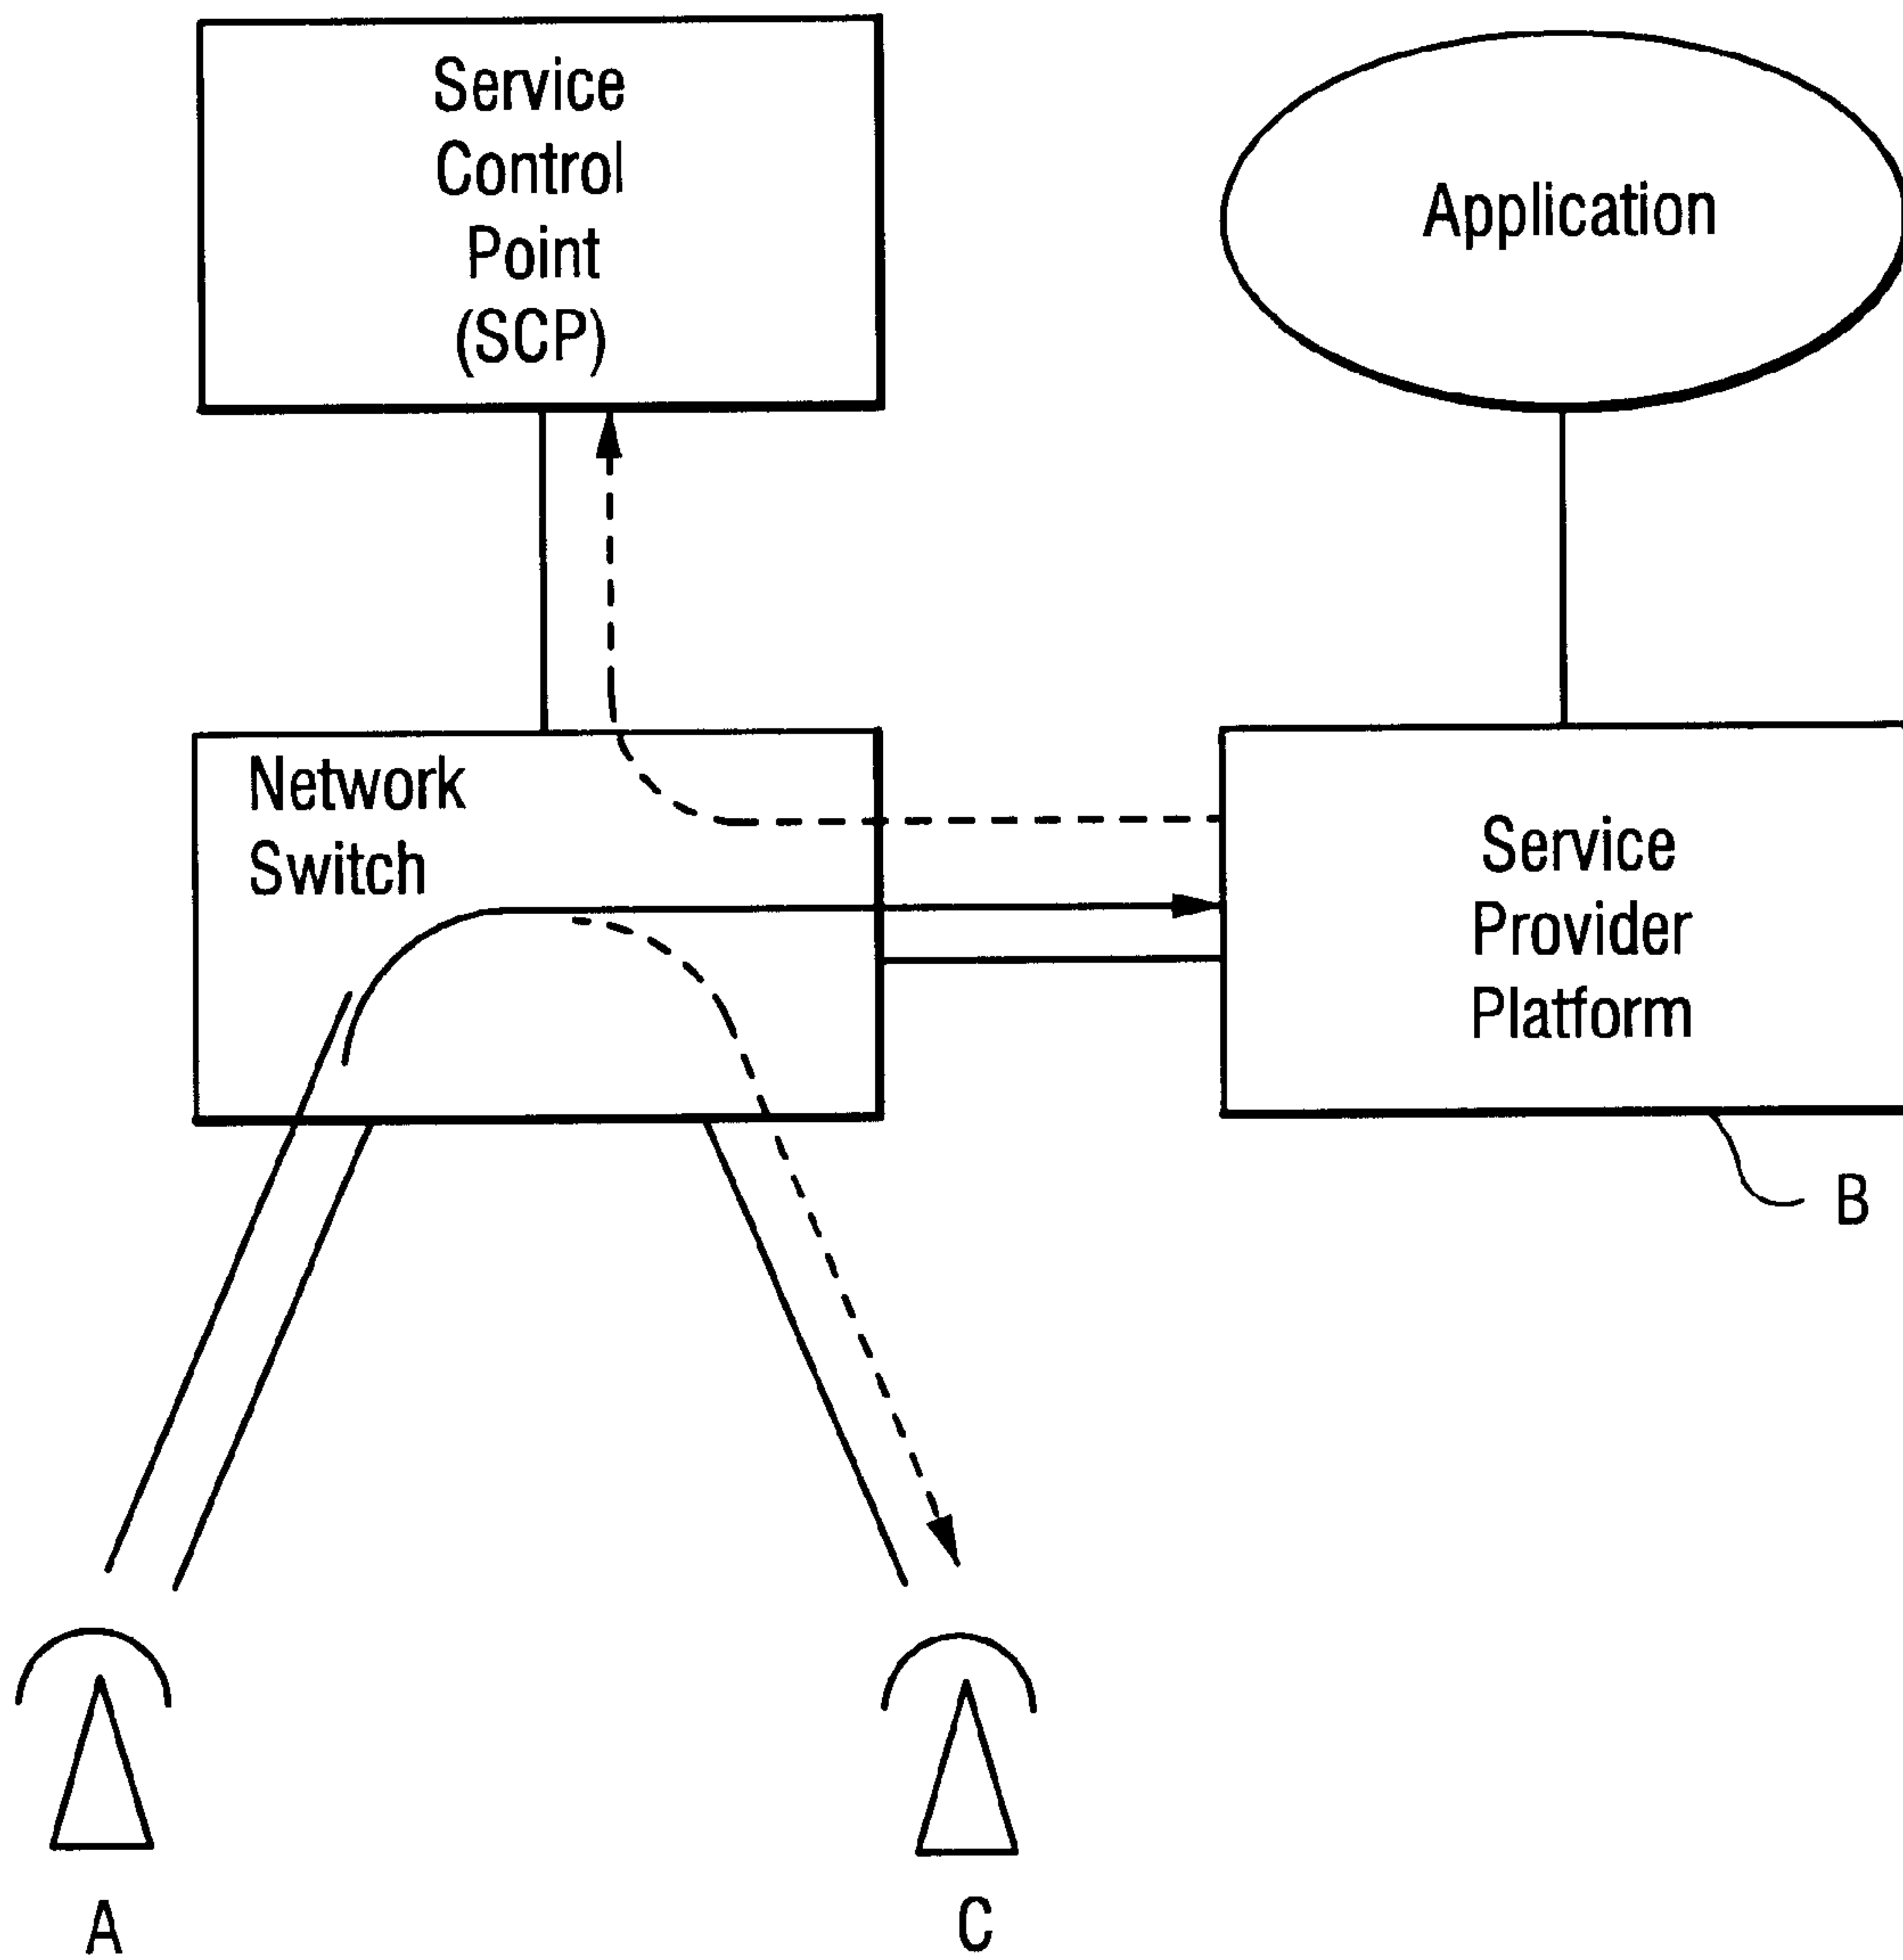 Service
Control
Point
(SCP)
Application
Network
Switch
Service
Provider
Platform
B
A
C